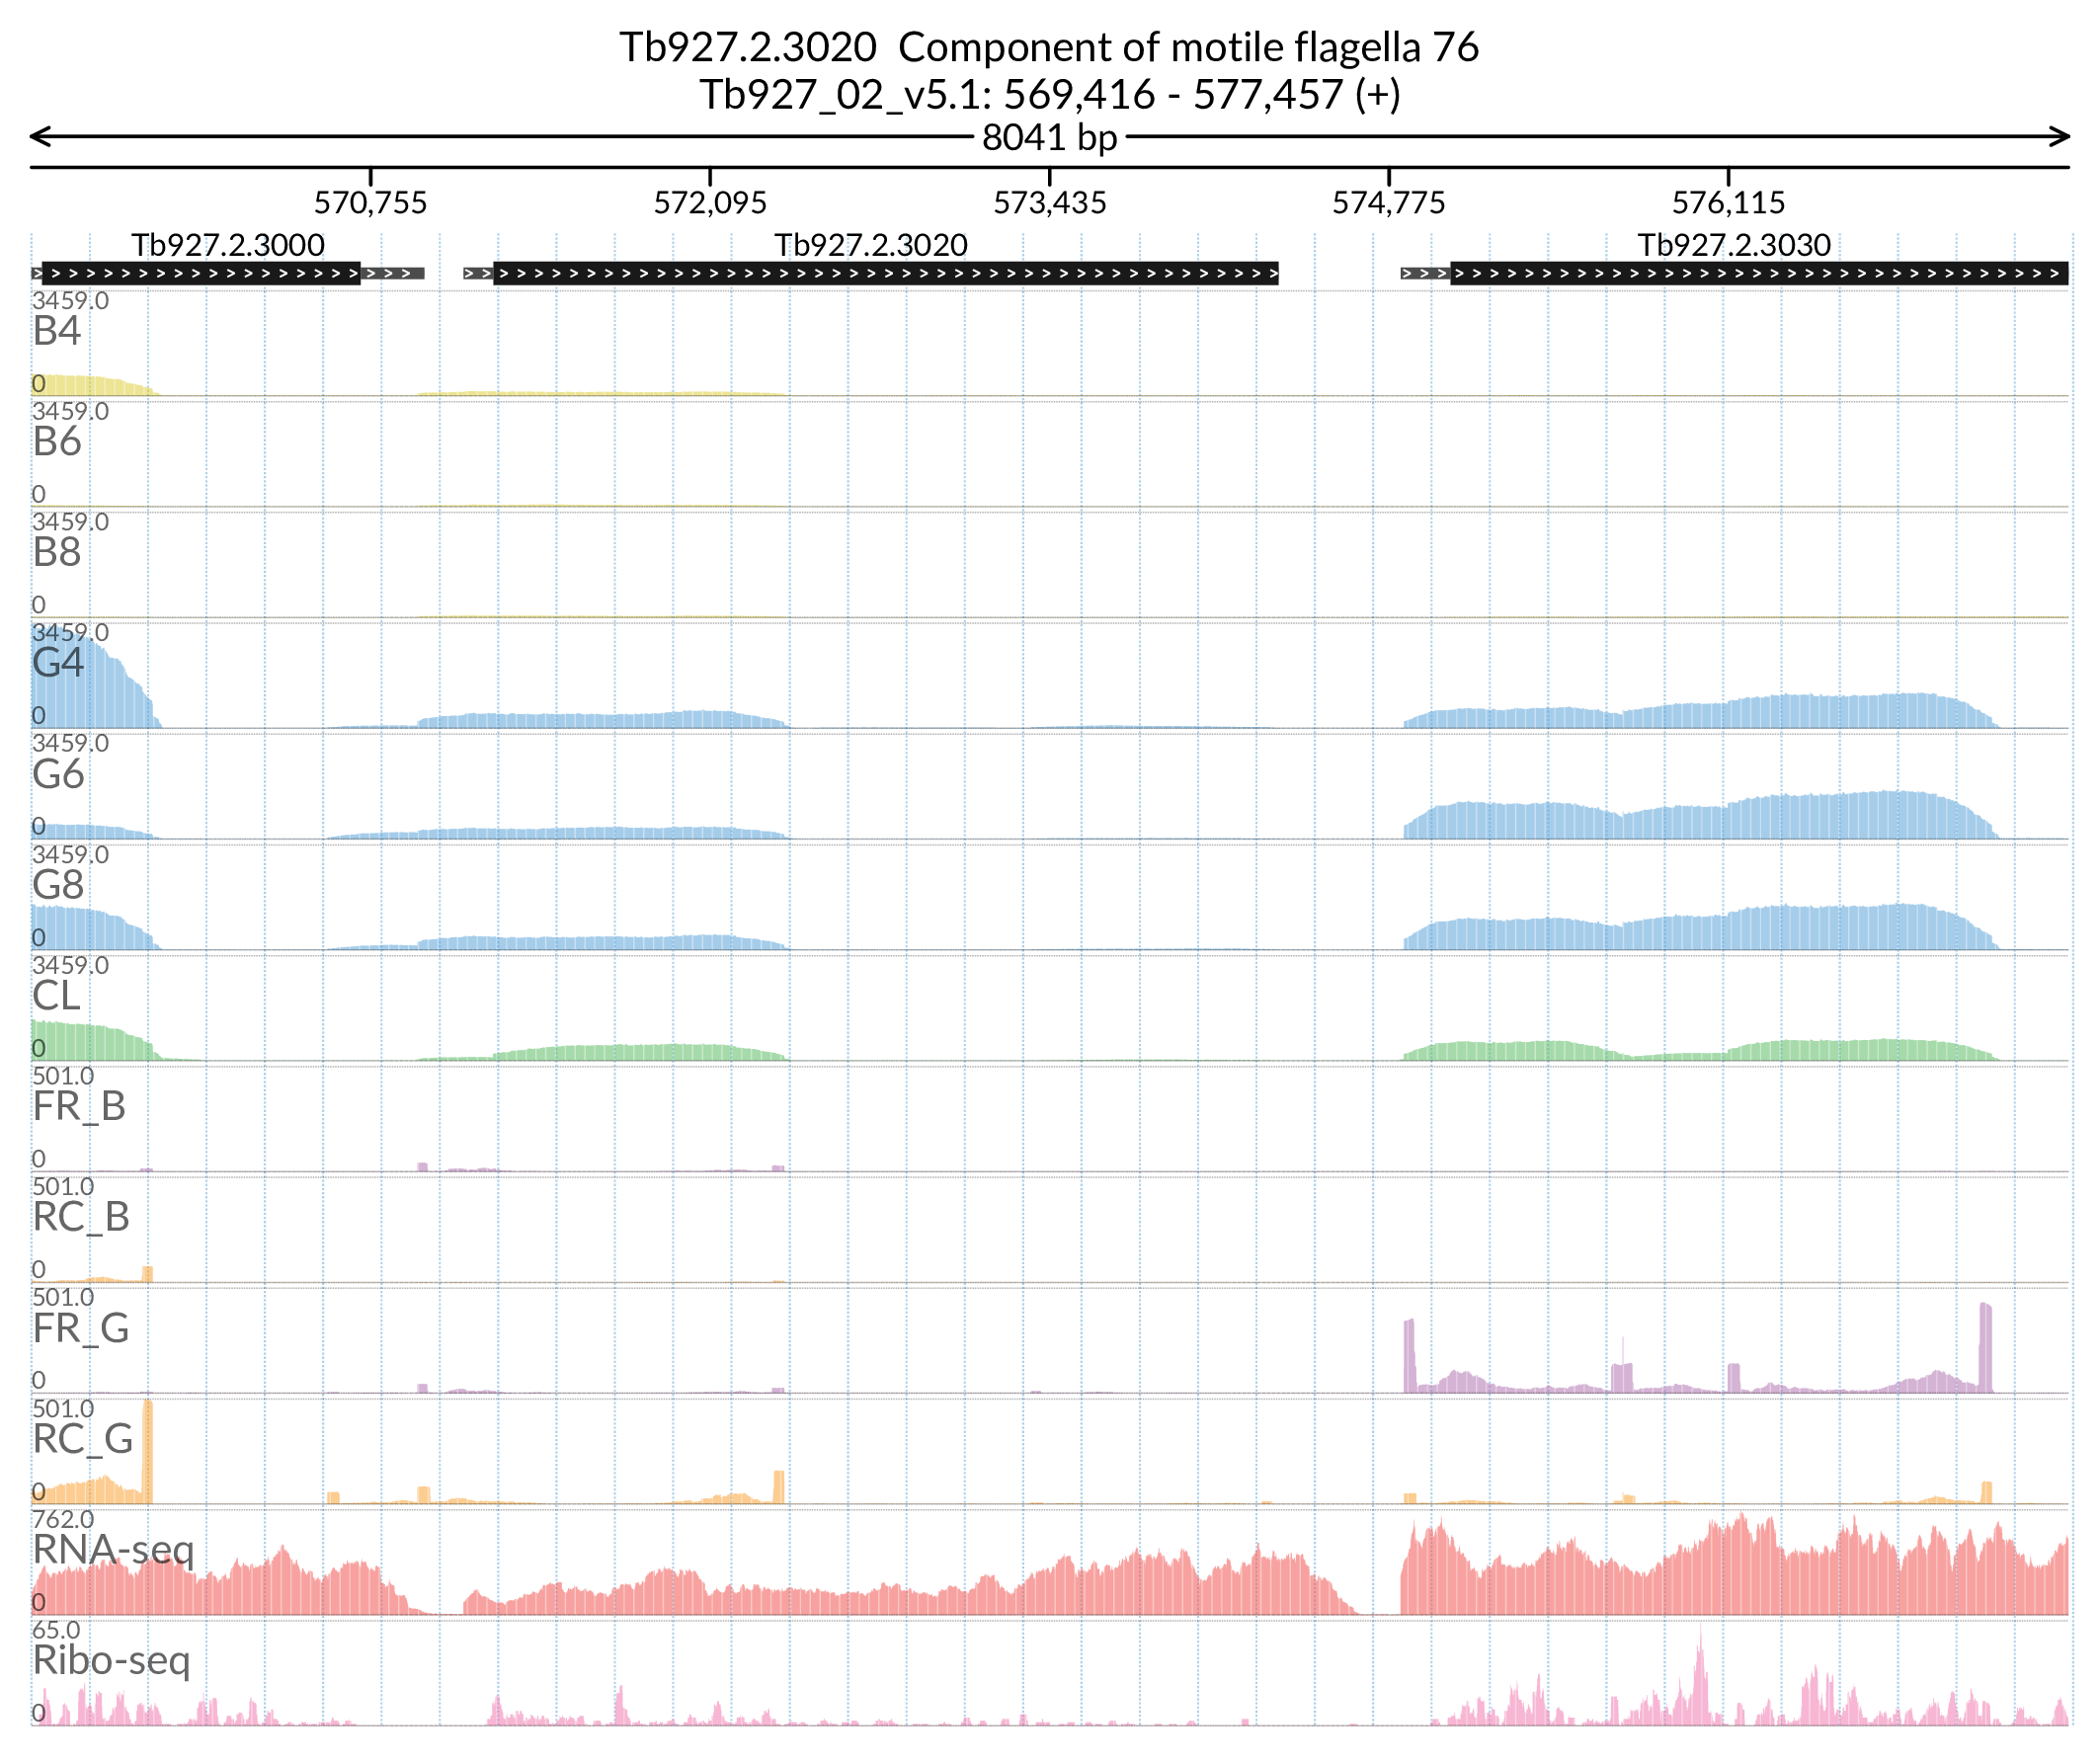 Tb927.2.3020 Component of motile flagella 76
Tb927_02_v5.1: 569,416 - 577,457 (+)
8041 bp
570,755 572,095 573,435 574,775 576,115
Tb927.2.3000 Tb927.2.3020 Tb927.2.3030
3459.0
B4
0
3459.0
B6
0
3459.0
B8
0
3459.0
G4
0
3459.0
G6
0
3459.0
G8
0
3459.0
CL
0
501.0
FR_B
0
501.0
RC_B
0
501.0
FR_G
0
501.0
RC_G
0
762.0
RNA-seq
0
65.0
Ribo-seq
0